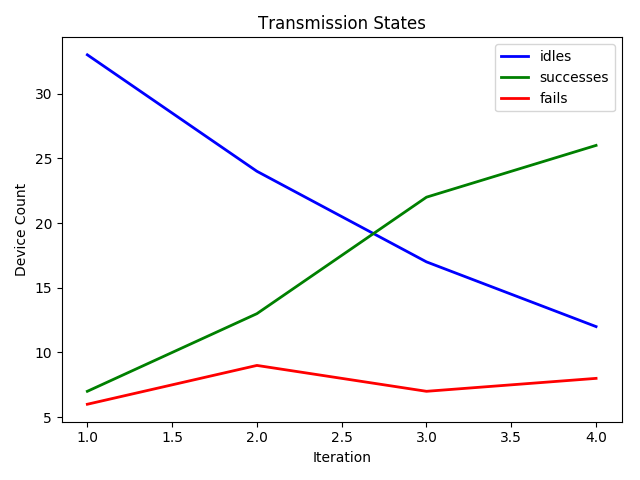 Transmission States
idles
successes
fails
Device Count
30
25
20
15
10
5
1.0 1.5 2.0 2.5 3.0 3.5 4.0
Iteration